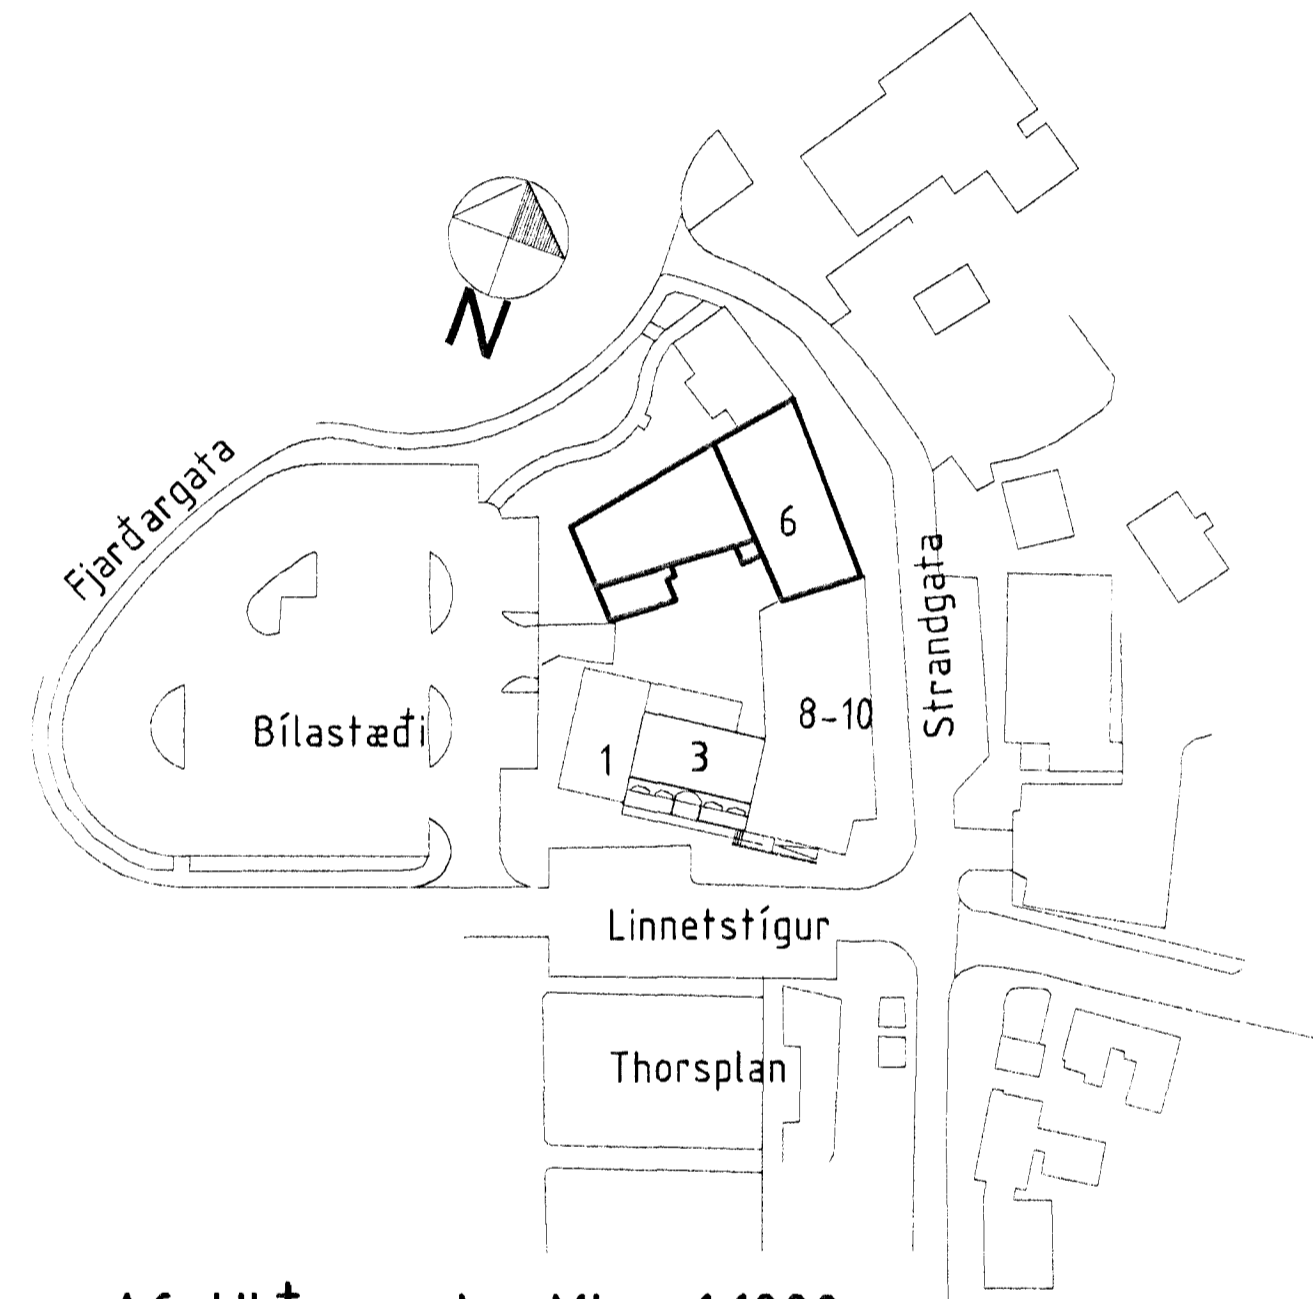 N
Fjarðargata
6
Strandgata
8-10
Bílastæði
1
3
Linnetstígur
Thorsplan